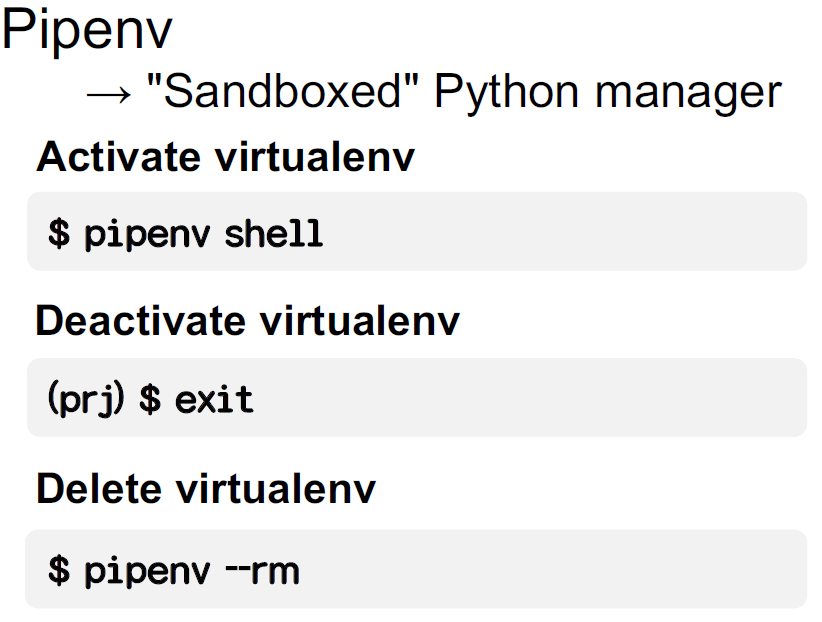 Pipenv
→ "Sandboxed" Python manager
Activate virtualenv
$ pipenv shell
Deactivate virtualenv
(prj) $ exit
Delete virtualenv
$ pipenv --rm